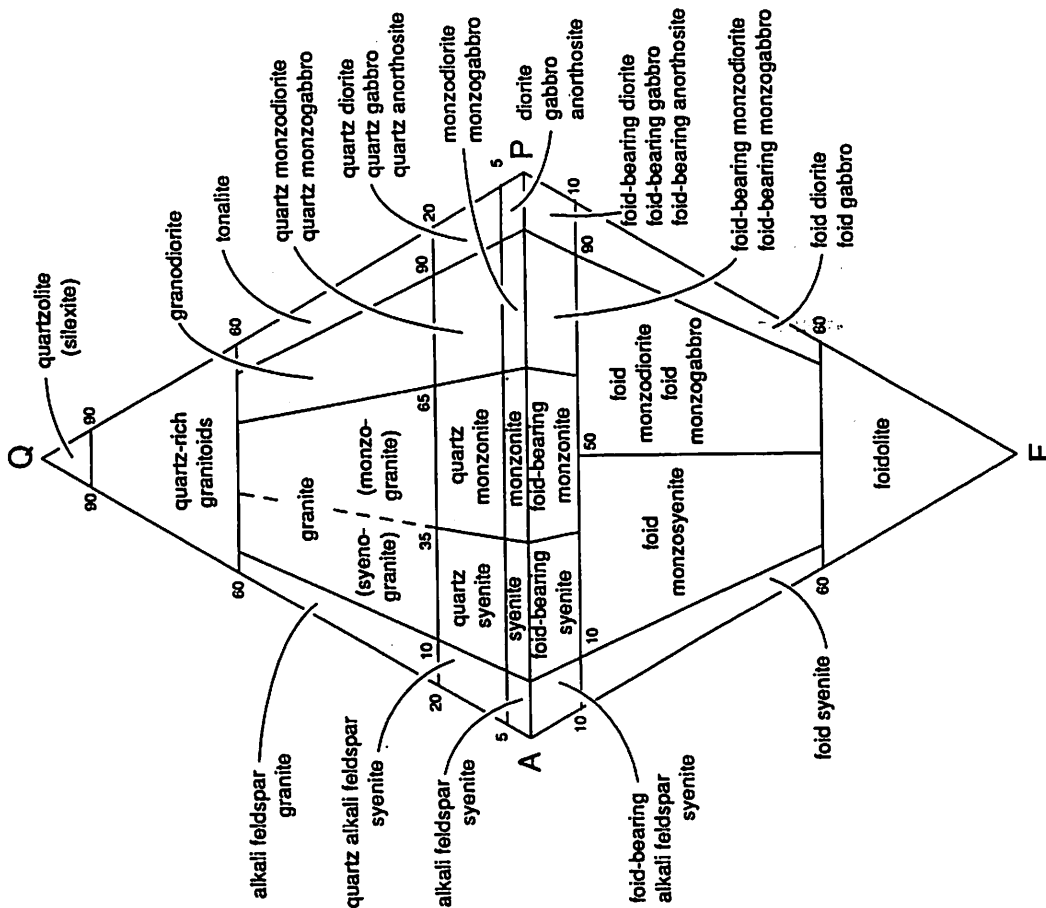 Q
quartzolite
(silexite)
90
90
quartz-rich
granitoids
60
60
granodiorite
tonalite
alkali feldspar
granite
granite
(syeno-
granite)
(monzo-
granite)
quartz monzodiorite
quartz monzogabbro
quartz diorite
quartz gabbro
quartz anorthosite
quartz alkali feldspar
syenite
20
10
35
65
90
20
quartz
syenite
quartz
monzonite
monzodiorite
monzogabbro
alkali feldspar
syenite
5
syenite
monzonite
5
diorite
gabbro
anorthosite
A
P
foid-bearing
syenite
foid-bearing
monzonite
foid-bearing diorite
foid-bearing gabbro
foid-bearing anorthosite
foid-bearing
alkali feldspar
syenite
10
10
50
90
10
foid-bearing monzodiorite
foid-bearing monzogabbro
foid
monzosyenite
foid
monzodiorite
foid
monzogabbro
foid syenite
foid diorite
foid gabbro
60
60
foidolite
F